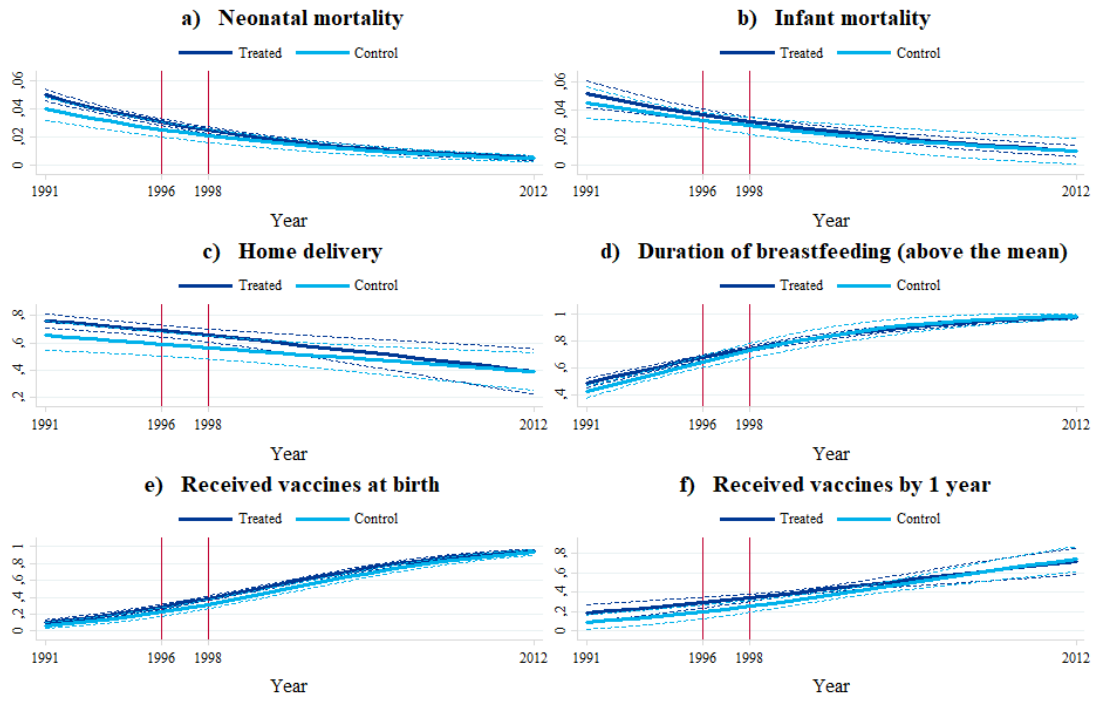 a) Neonatal mortality
Treated Control
,06
,04
,02
0
1991 1996 1998 2012
Year
b) Infant mortality
Treated Control
,06
,04
,02
0
1991 1996 1998 2012
Year
c) Home delivery
Treated Control
,8
,6
,4
,2
1991 1996 1998 2012
Year
d) Duration of breastfeeding (above the mean)
Treated Control
1
,8
,6
,4
1991 1996 1998 2012
Year
e) Received vaccines at birth
Treated Control
1
,8
,6
,4
,2
0
1991 1996 1998 2012
Year
f) Received vaccines by 1 year
Treated Control
,8
,6
,4
,2
0
1991 1996 1998 2012
Year